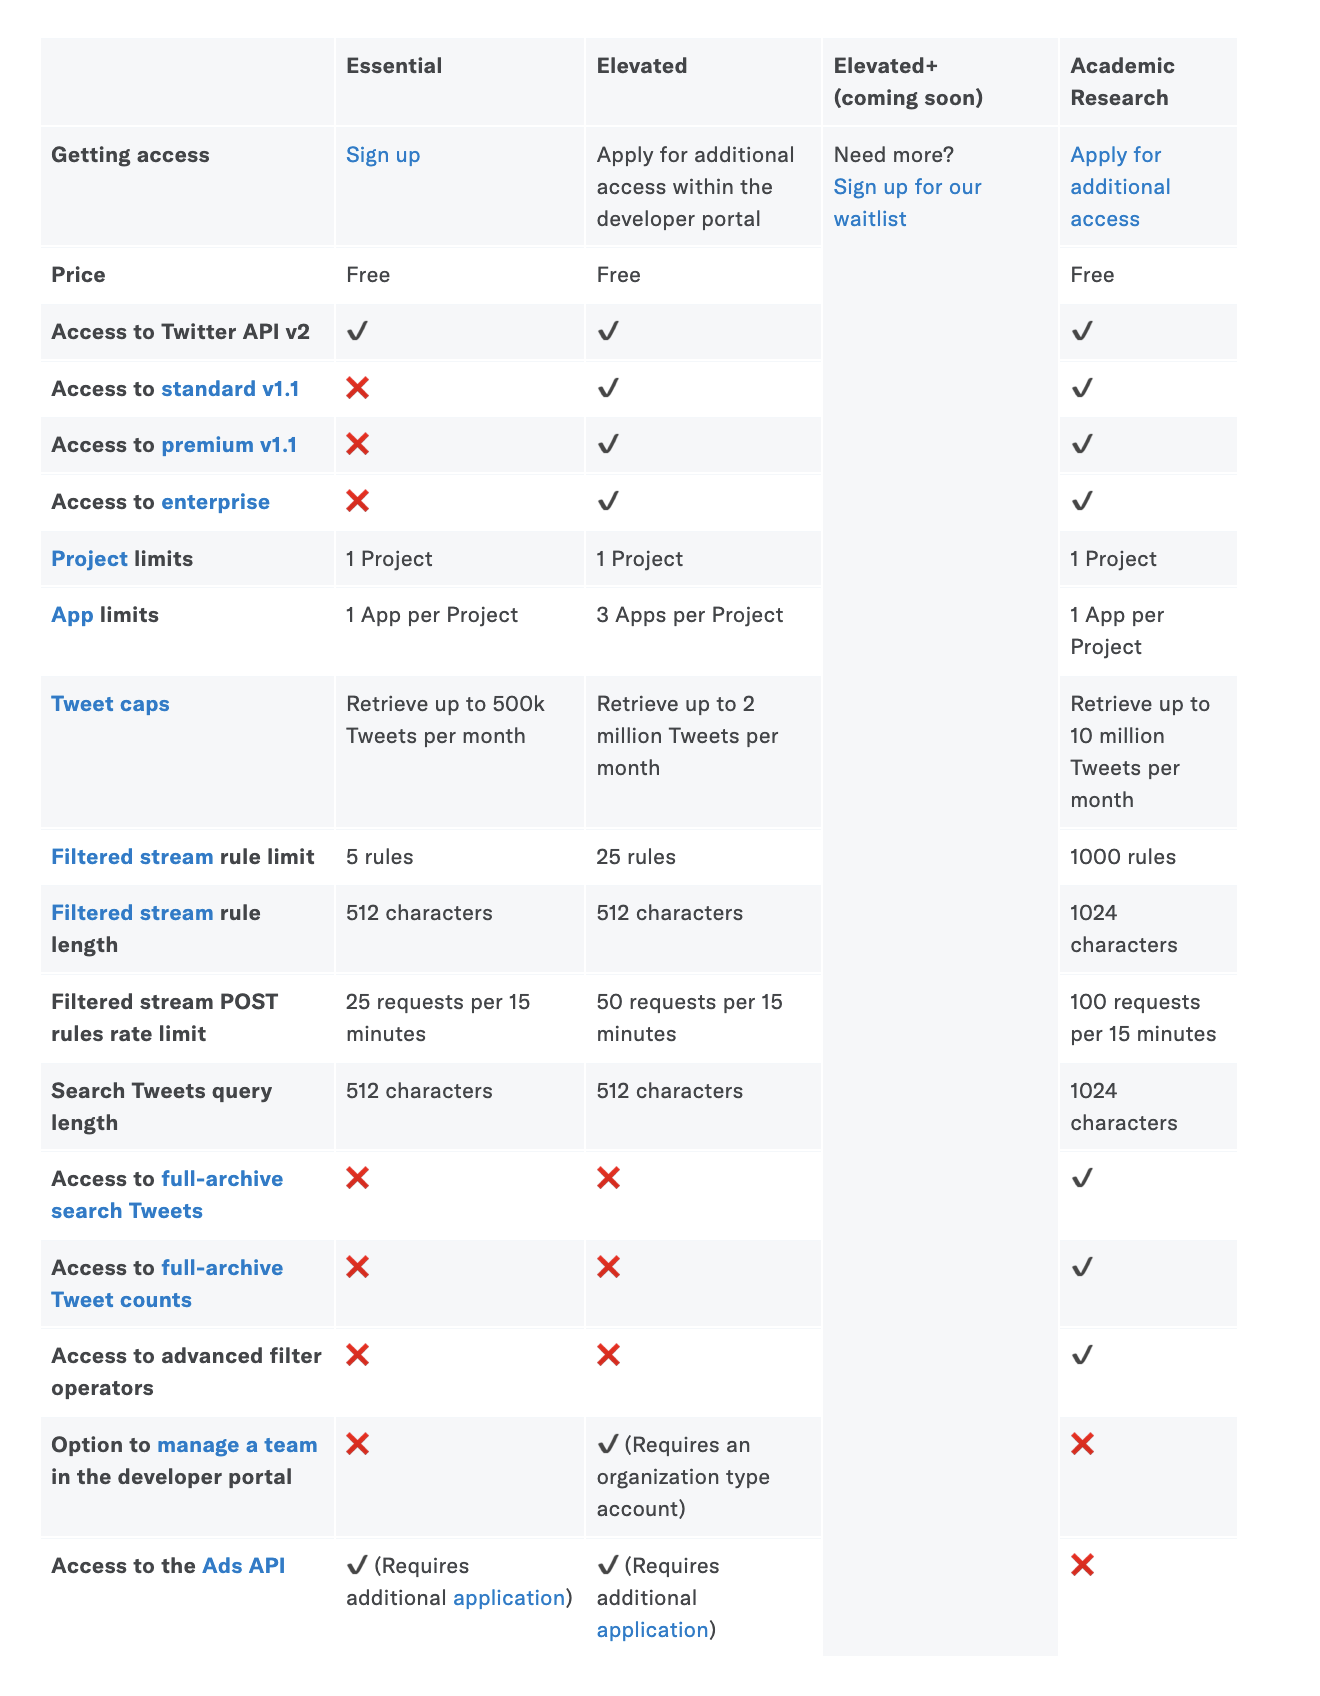 Essential Elevated Elevated+ Academic
(coming soon) Research
Getting access Sign up Apply for additional Need more? Apply for
access within the Sign up for our additional
developer portal waitlist access
Price Free Free Free
Access to Twitter API v2 ✔ ✔ ✔
Access to standard v1.1 ❌ ✔ ✔
Access to premium v1.1 ❌ ✔ ✔
Access to enterprise ❌ ✔ ✔
Project limits 1 Project 1 Project 1 Project
App limits 1 App per Project 3 Apps per Project 1 App per
Project
Tweet caps Retrieve up to 500k Retrieve up to 2 Retrieve up to
Tweets per month million Tweets per 10 million
month Tweets per
month
Filtered stream rule limit 5 rules 25 rules 1000 rules
Filtered stream rule 512 characters 512 characters 1024
length characters
Filtered stream POST 25 requests per 15 50 requests per 15 100 requests
rules rate limit minutes minutes per 15 minutes
Search Tweets query 512 characters 512 characters 1024
length characters
Access to full-archive ❌ ❌ ✔
search Tweets
Access to full-archive ❌ ❌ ✔
Tweet counts
Access to advanced filter ❌ ❌ ✔
operators
Option to manage a team ❌ ✔ (Requires an ❌
in the developer portal organization type
account)
Access to the Ads API ✔ (Requires ✔ (Requires ❌
additional application) additional
application)